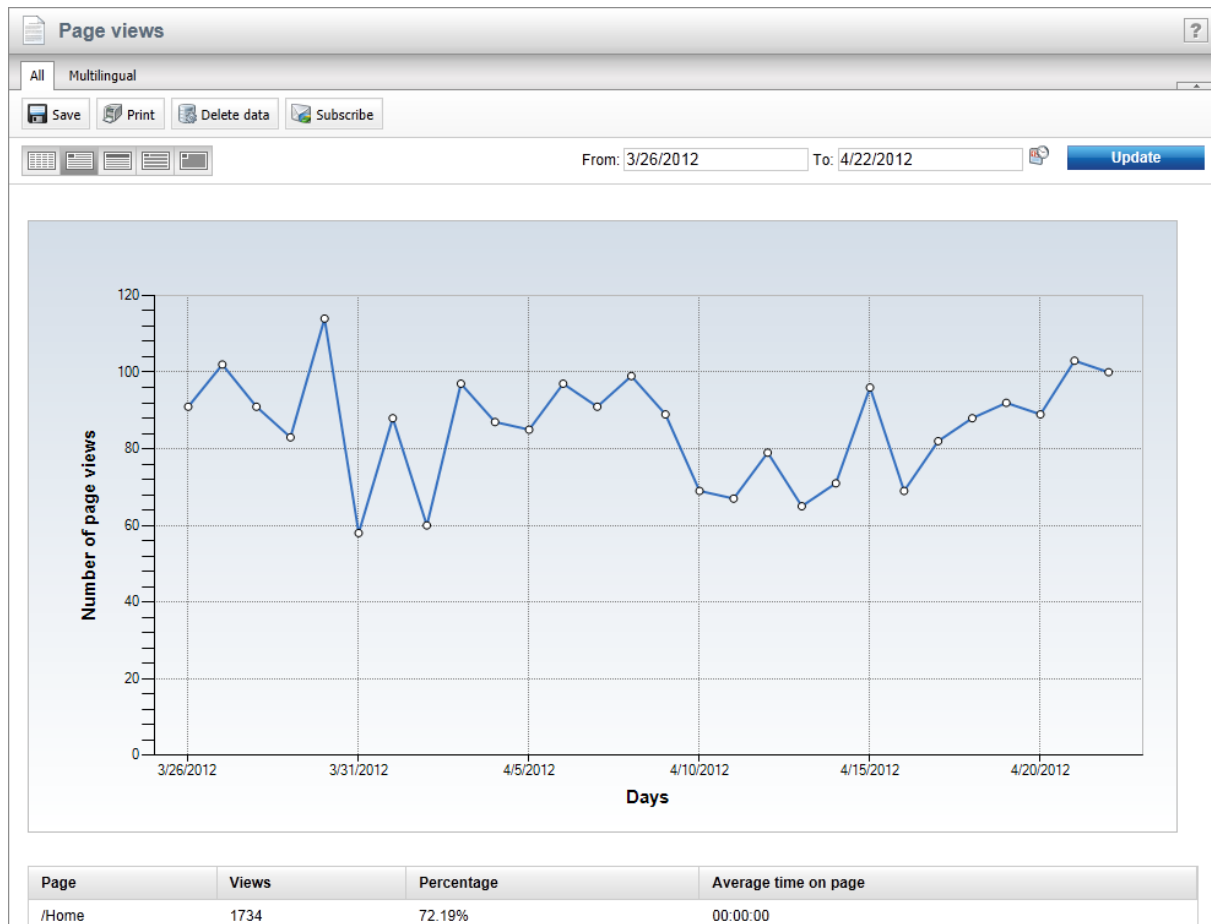 Page views
?
All Multilingual
Save Print Delete data Subscribe
From: 3/26/2012 To: 4/22/2012 Update
120
100
80
60
40
20
0
Number of page views
3/26/2012 3/31/2012 4/5/2012 4/10/2012 4/15/2012 4/20/2012
Days
Page Views Percentage Average time on page
/Home 1734 72.19% 00:00:00